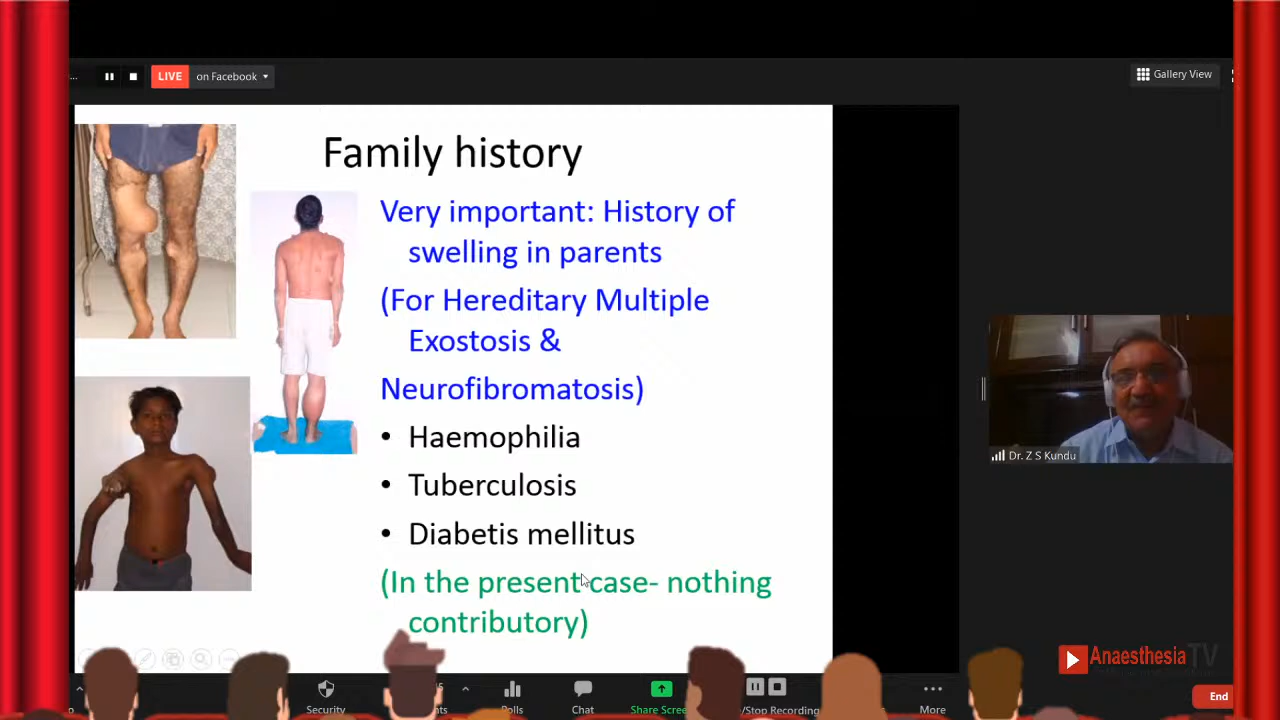 LIVE
on Facebook
Gallery View
Family history
Very important: History of
swelling in parents
(For Hereditary Multiple
Exostosis &
Neurofibromatosis)
• Haemophilia
• Tuberculosis
• Diabetis mellitus
(In the present case- nothing
contributory)
Dr. Z S Kundu
Anaesthesia TV
Security
Polls
Chat
Share Scree
/Stop Recording
More
End